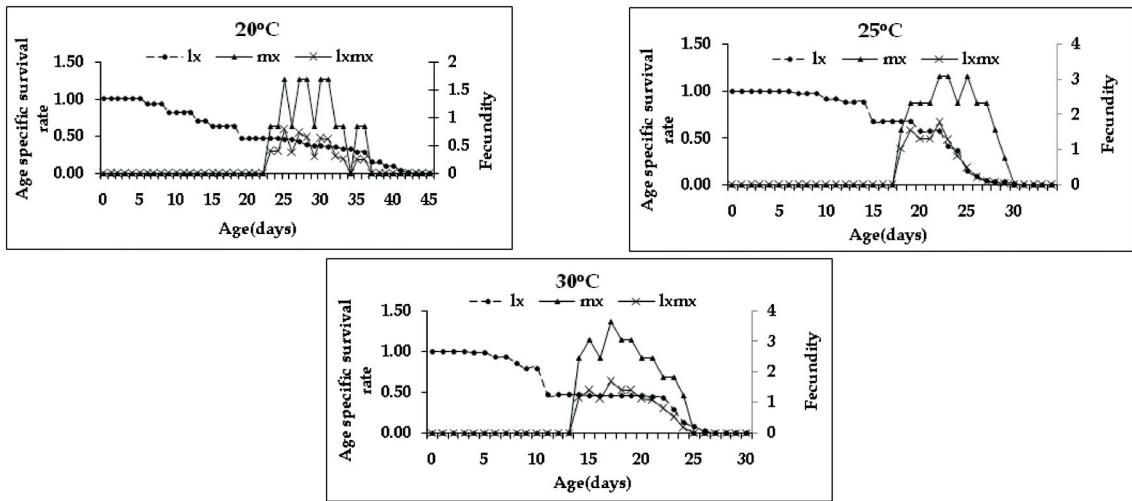 20°C
lx mx lxmx
Age specific survival rate
1.50
1.00
0.50
0.00
2
1.5
1
0.5
0
Fecundity
0 5 10 15 20 25 30 35 40 45
Age(days)
25°C
lx mx lxmx
Age specific survival rate
1.50
1.00
0.50
0.00
4
3
2
1
0
Fecundity
0 5 10 15 20 25 30
Age(days)
30°C
lx mx lxmx
Age specific survival rate
1.50
1.00
0.50
0.00
4
3
2
1
0
Fecundity
0 5 10 15 20 25 30
Age(days)